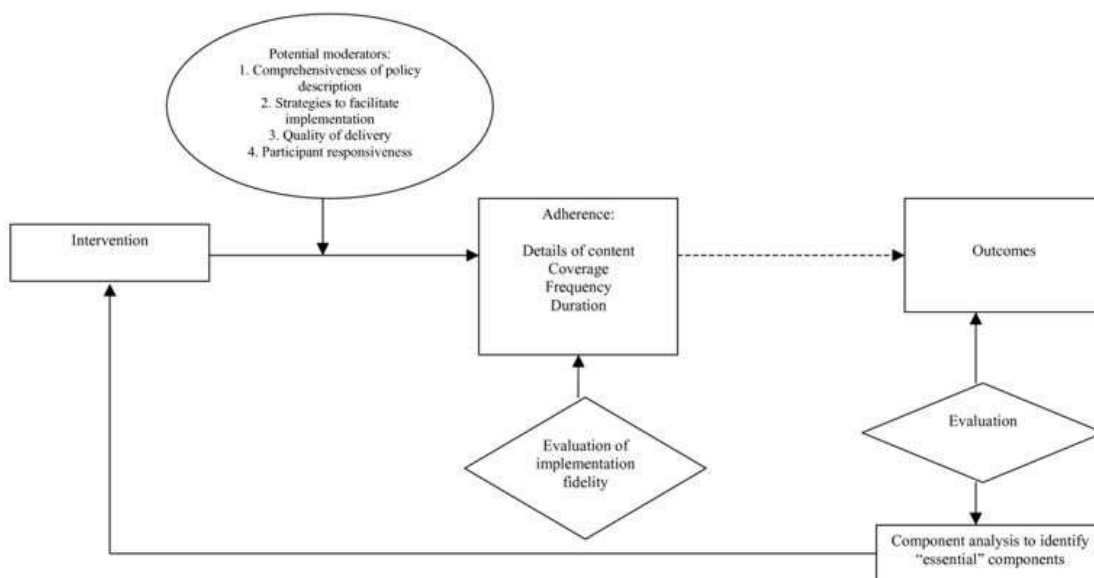 Potential moderators:
1. Comprehensiveness of policy
description
2. Strategies to facilitate
implementation
3. Quality of delivery
4. Participant responsiveness
Intervention
Adherence:
Details of content
Coverage
Frequency
Duration
Outcomes
Evaluation of
implementation
fidelity
Evaluation
Component analysis to identify
“essential” components